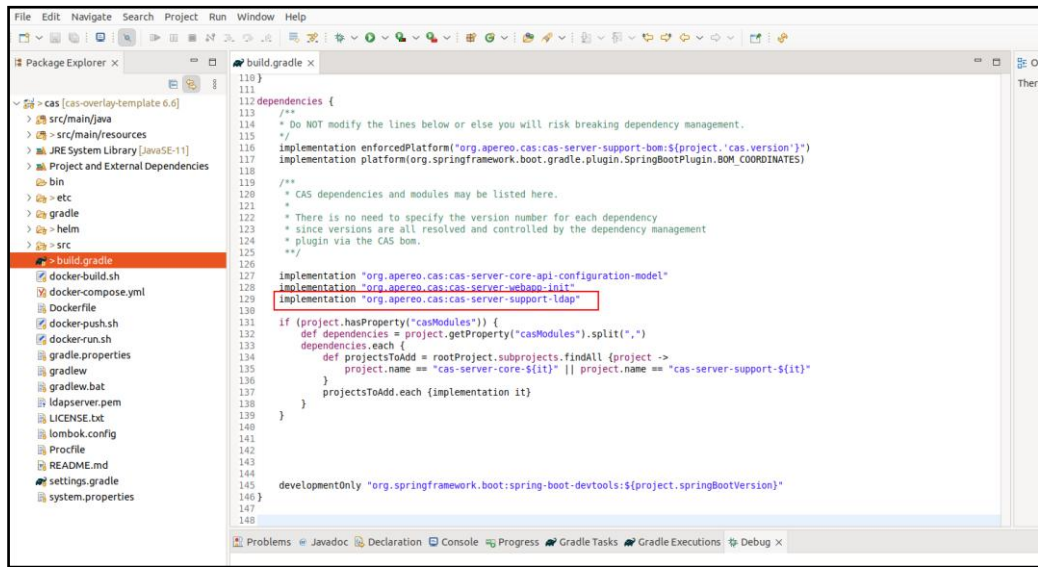 File Edit Navigate Search Project Run Window Help
Package Explorer
build.gradle
cas [cas-overlay-template 6.6]
src/main/java
src/main/resources
JRE System Library [JavaSE-11]
Project and External Dependencies
bin
etc
gradle
helm
src
build.gradle
docker-build.sh
docker-compose.yml
Dockerfile
docker-push.sh
docker-run.sh
gradle.properties
gradlew
gradlew.bat
ldapserver.pem
LICENSE.txt
lombok.config
Procfile
README.md
settings.gradle
system.properties
110 }
111
112 dependencies {
113 /**
114 * Do NOT modify the lines below or else you will risk breaking dependency management.
115 */
116 implementation enforcedPlatform("org.apereo.cas:cas-server-support-bom:${project.'cas.version'}")
117 implementation platform(org.springframework.boot.gradle.plugin.SpringBootPlugin.BOM_COORDINATES)
118
119 /**
120 * CAS dependencies and modules may be listed here.
121 *
122 * There is no need to specify the version number for each dependency
123 * since versions are all resolved and controlled by the dependency management
124 * plugin via the CAS bom.
125 **/
126
127 implementation "org.apereo.cas:cas-server-core-api-configuration-model"
128 implementation "org.apereo.cas:cas-server-webapp-init"
129 implementation "org.apereo.cas:cas-server-support-ldap"
130
131 if (project.hasProperty("casModules")) {
132 def dependencies = project.getProperty("casModules").split(",")
133 dependencies.each {
134 def projectsToAdd = rootProject.subprojects.findAll {project ->
135 project.name == "cas-server-core-${it}" || project.name == "cas-server-support-${it}"
136 }
137 projectsToAdd.each {implementation it}
138 }
139 }
140
141
142
143
144
145 developmentOnly "org.springframework.boot:spring-boot-devtools:${project.springBootVersion}"
146 }
147
148
O
Ther
Problems Javadoc Declaration Console Progress Gradle Tasks Gradle Executions Debug